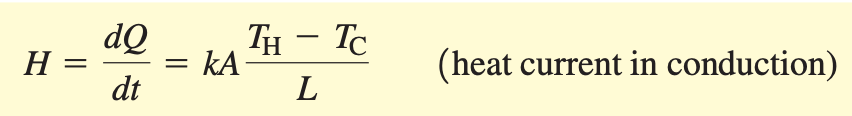 H = dQ/dt = kA (T_H − T_C)/L (heat current in conduction)